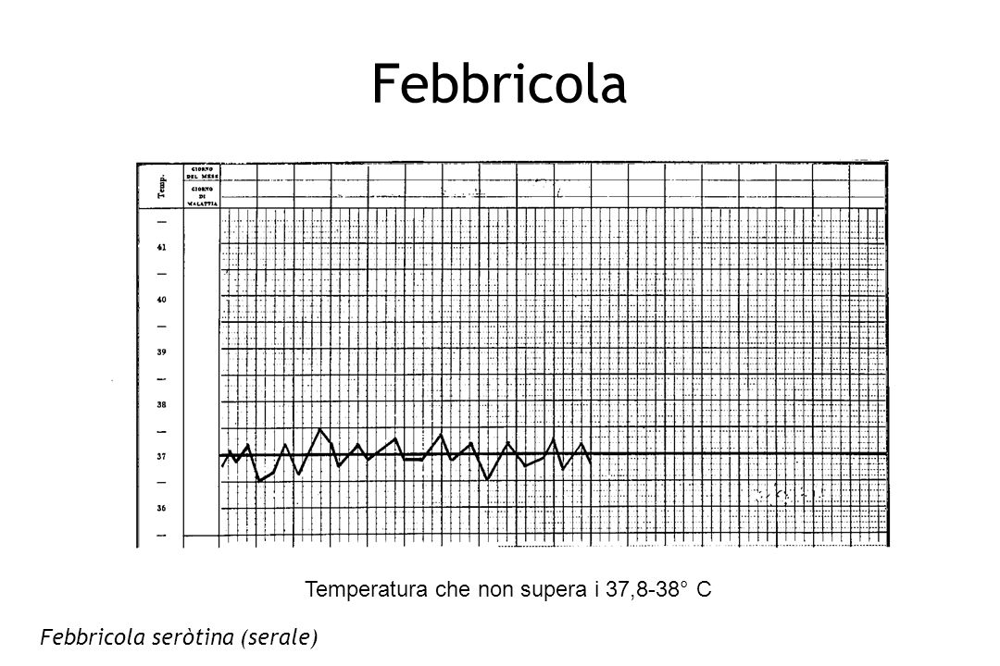 Febbricola
Temp.
GIORNO
DEL MESE
GIORNO
DI
MALATTIA
—
41
—
40
—
39
—
38
—
37
—
36
—
Temperatura che non supera i 37,8-38° C
Febbricola seròtina (serale)